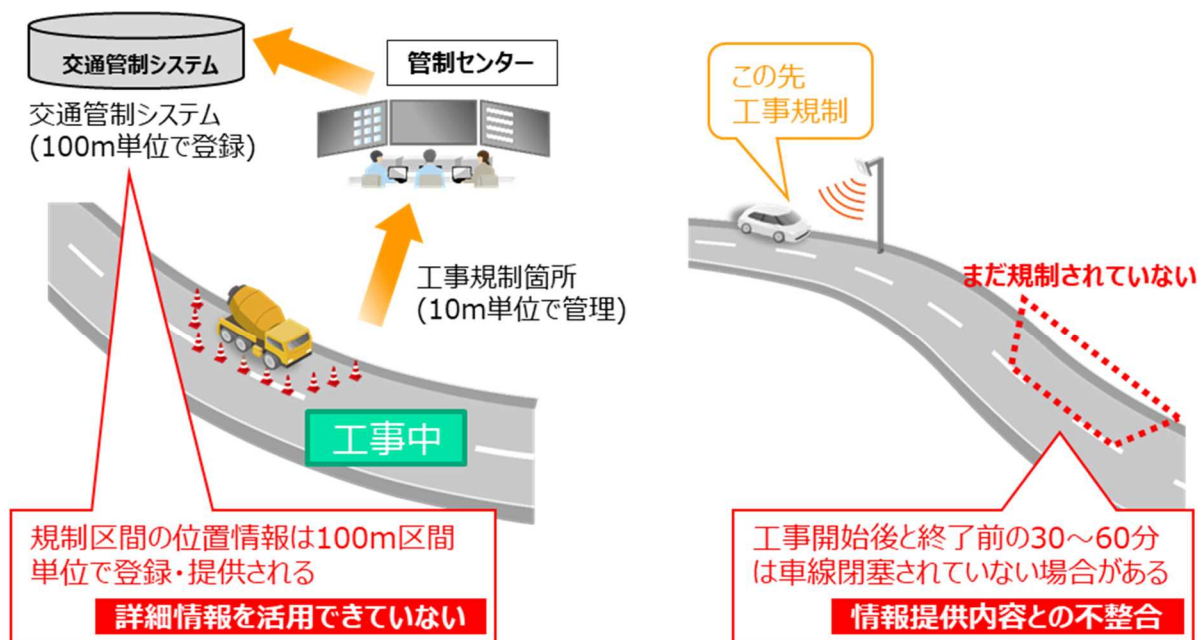 交通管制システム
管制センター
交通管制システム
(100m単位で登録)
工事規制箇所
(10m単位で管理)
工事中
規制区間の位置情報は100m区間
単位で登録・提供される
詳細情報を活用できていない
この先
工事規制
まだ規制されていない
工事開始後と終了前の30～60分
は車線閉塞されていない場合がある
情報提供内容との不整合